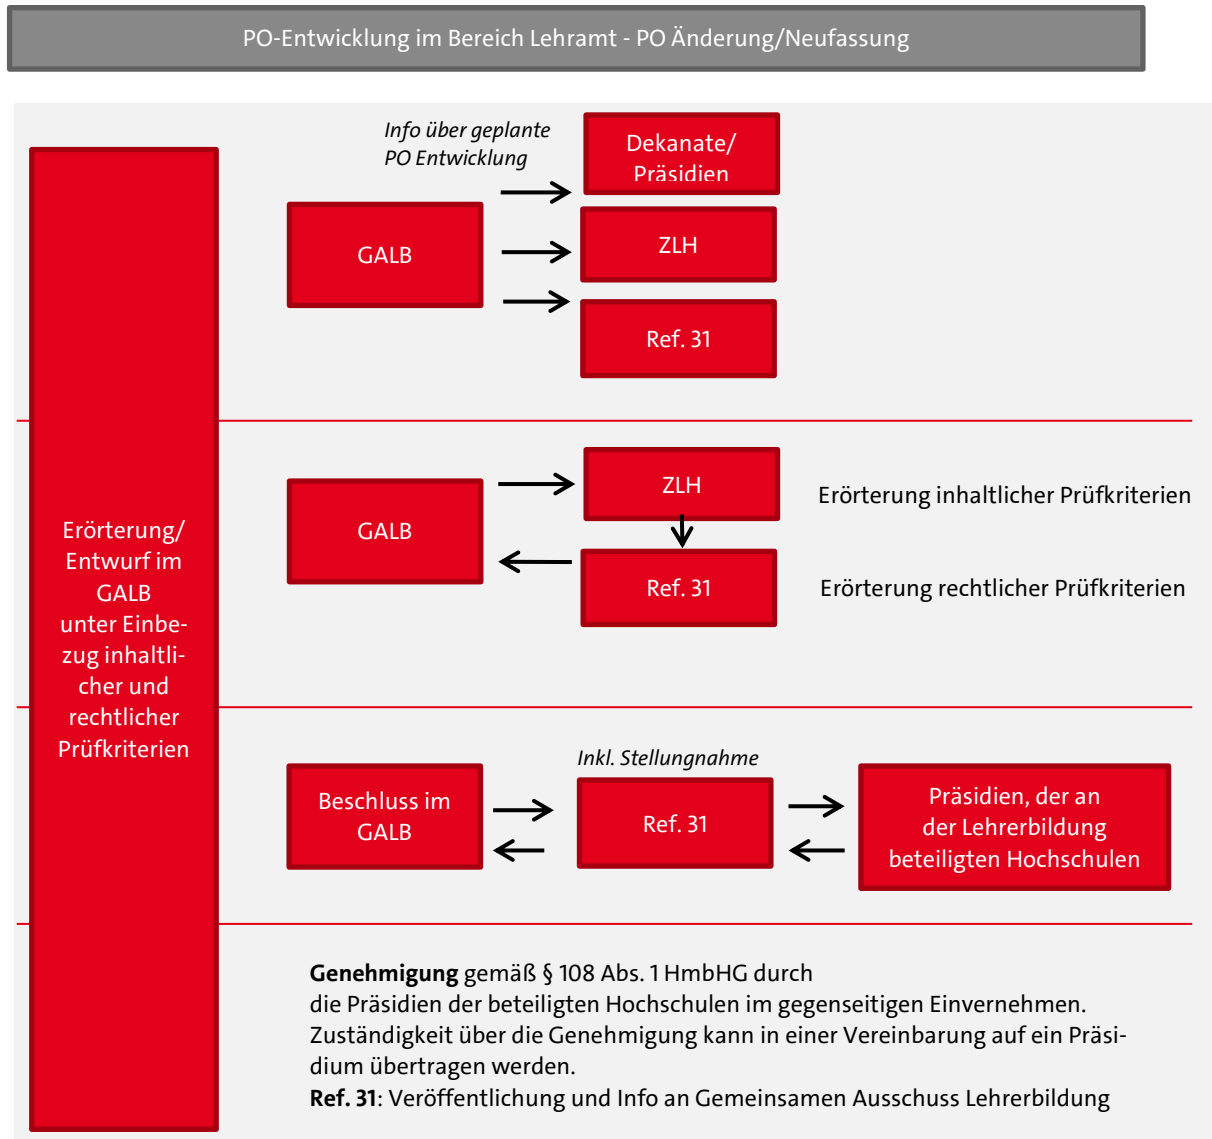 PO-Entwicklung im Bereich Lehramt - PO Änderung/Neufassung
Info über geplante
PO Entwicklung
Dekanate/
Präsidien
GALB
ZLH
Ref. 31
Erörterung/
Entwurf im
GALB
unter Einbe-
zug inhaltli-
cher und
rechtlicher
Prüfkriterien
GALB
ZLH
Erörterung inhaltlicher Prüfkriterien
Ref. 31
Erörterung rechtlicher Prüfkriterien
Inkl. Stellungnahme
Beschluss im
GALB
Ref. 31
Präsidien, der an
der Lehrerbildung
beteiligten Hochschulen
Genehmigung gemäß § 108 Abs. 1 HmbHG durch
die Präsidien der beteiligten Hochschulen im gegenseitigen Einvernehmen.
Zuständigkeit über die Genehmigung kann in einer Vereinbarung auf ein Präsi-
dium übertragen werden.
Ref. 31: Veröffentlichung und Info an Gemeinsamen Ausschuss Lehrerbildung